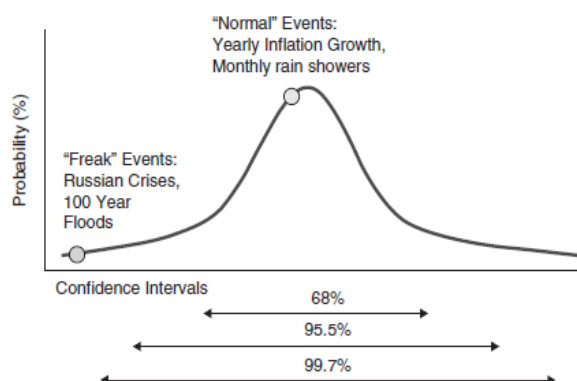 “Normal” Events:
Yearly Inflation Growth,
Monthly rain showers
Probability (%)
“Freak” Events:
Russian Crises,
100 Year
Floods
Confidence Intervals
68%
95.5%
99.7%